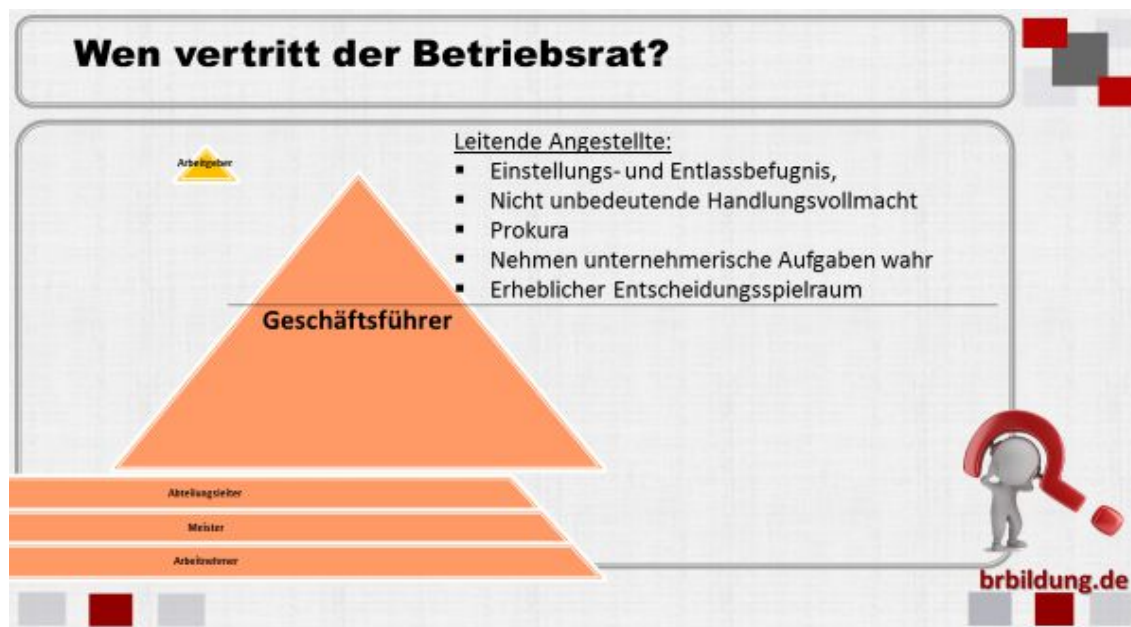 Wen vertritt der Betriebsrat?
Arbeitgeber
Leitende Angestellte:
Einstellungs- und Entlassbefugnis,
Nicht unbedeutende Handlungsvollmacht
Prokura
Nehmen unternehmerische Aufgaben wahr
Erheblicher Entscheidungsspielraum
Geschäftsführer
Abteilungsleiter
Meister
Arbeitnehmer
brbildung.de